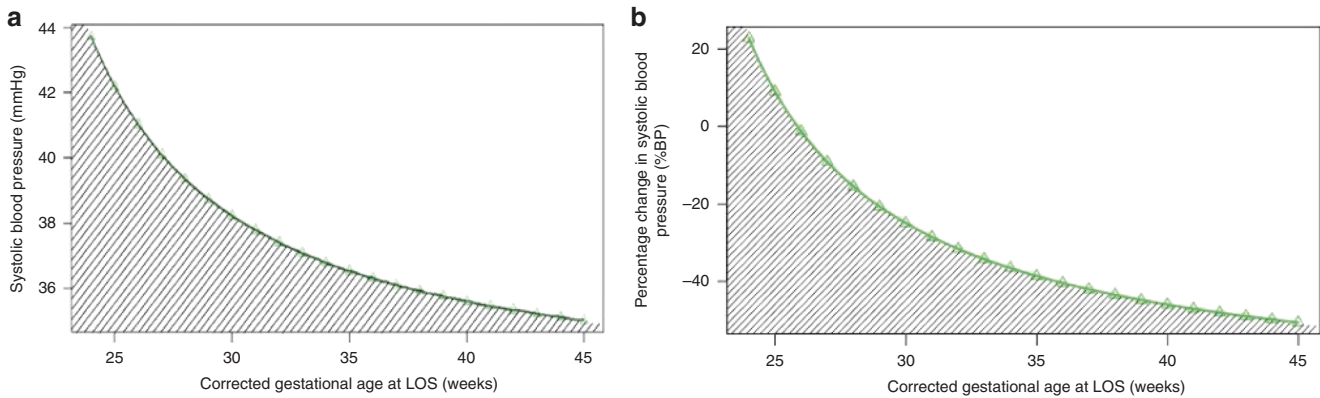 a
44
42
40
38
36
Systolic blood pressure (mmHg)
25 30 35 40 45
Corrected gestational age at LOS (weeks)
b
20
0
–20
–40
Percentage change in systolic blood
pressure (%BP)
25 30 35 40 45
Corrected gestational age at LOS (weeks)